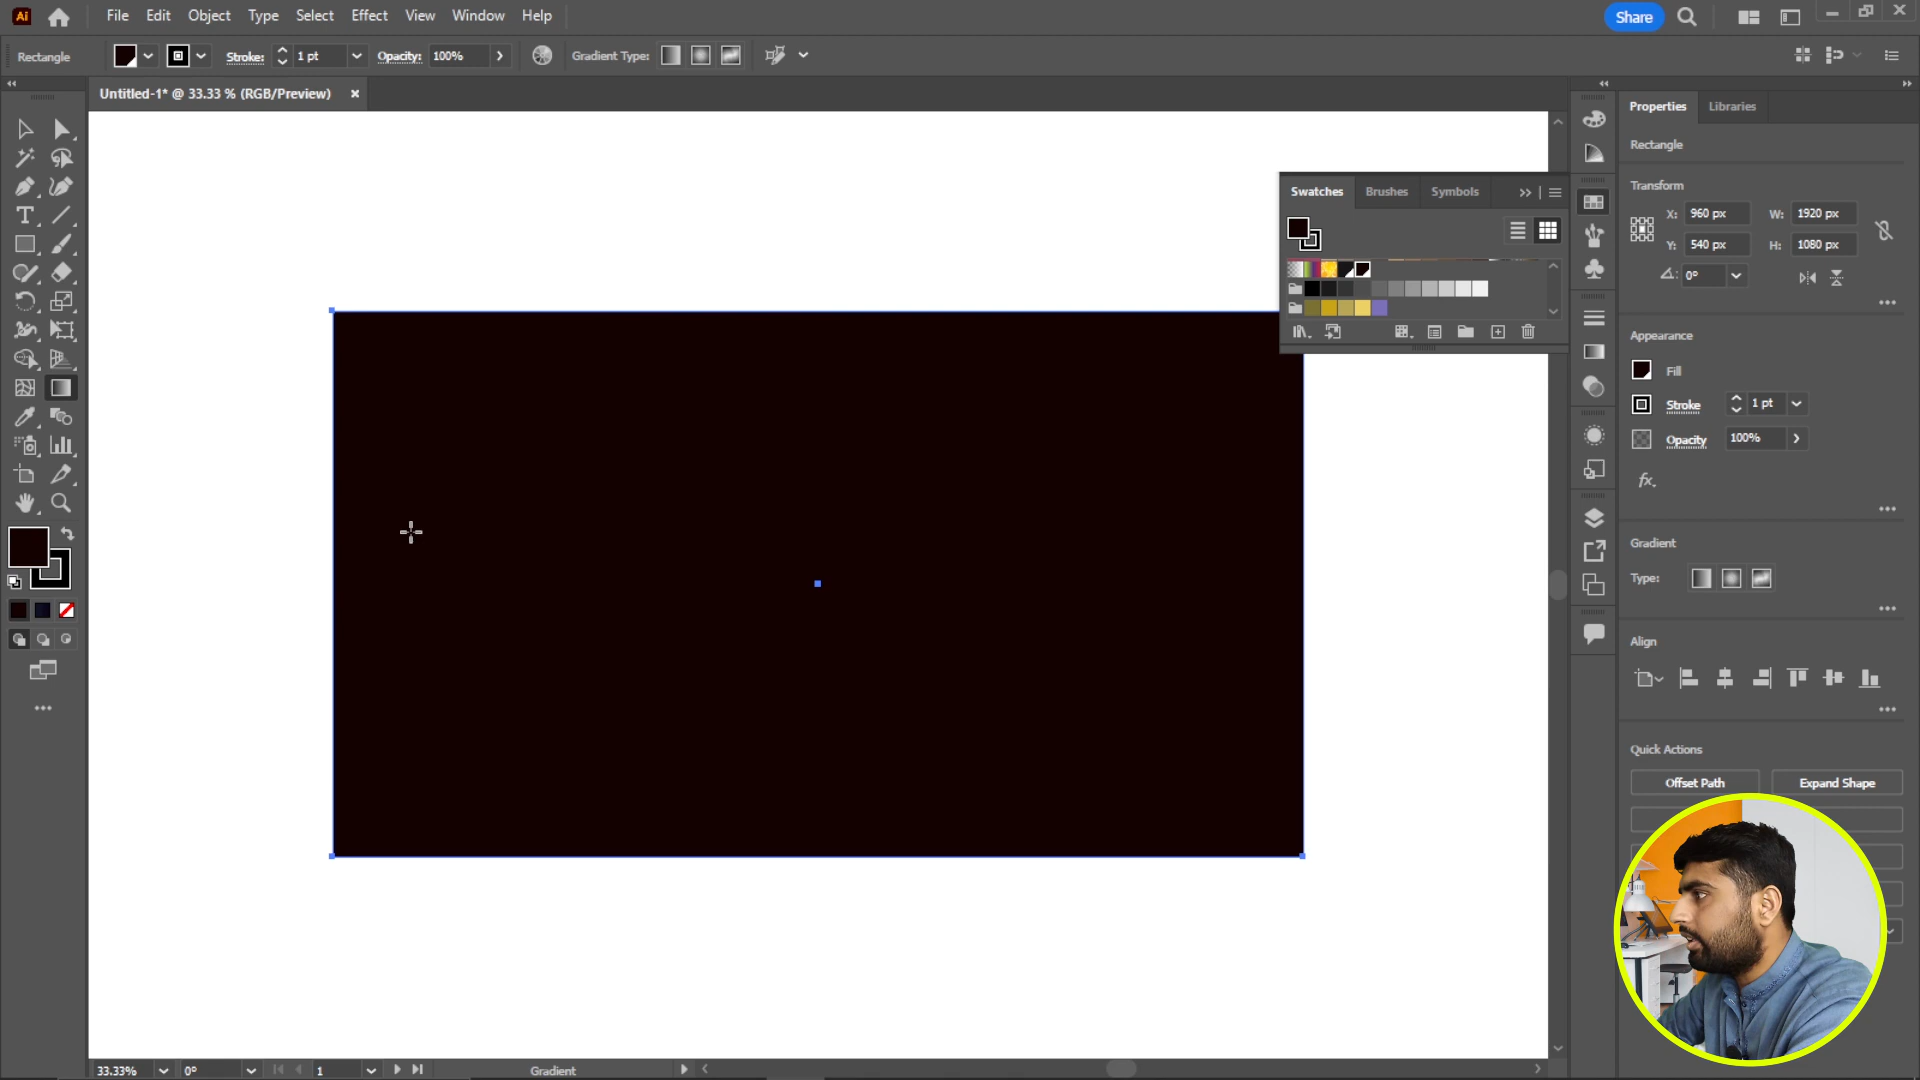 Ai File Edit Object Type Select Effect View Window Help Share
Rectangle Stroke: 1 pt Opacity: 100% Gradient Type:
Untitled-1* @ 33.33 % (RGB/Preview)
Swatches Brushes Symbols
Properties Libraries
Rectangle
Transform
X: 960 px W: 1920 px
Y: 540 px H: 1080 px
0°
Appearance
Fill
Stroke 1 pt
Opacity 100%
fx.
Gradient
Type:
Align
Quick Actions
Offset Path Expand Shape
33.33% 0° 1 Gradient